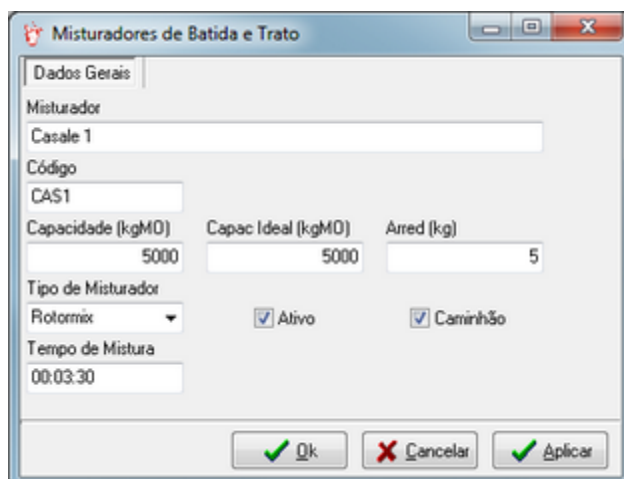 Misturadores de Batida e Trato
Dados Gerais
Misturador
Casale 1
Código
CAS1
Capacidade (kgMO) Capac Ideal (kgMO) Arred (kg)
5000 5000 5
Tipo de Misturador
Rotormix Ativo Caminhão
Tempo de Mistura
00:03:30
Ok Cancelar Aplicar